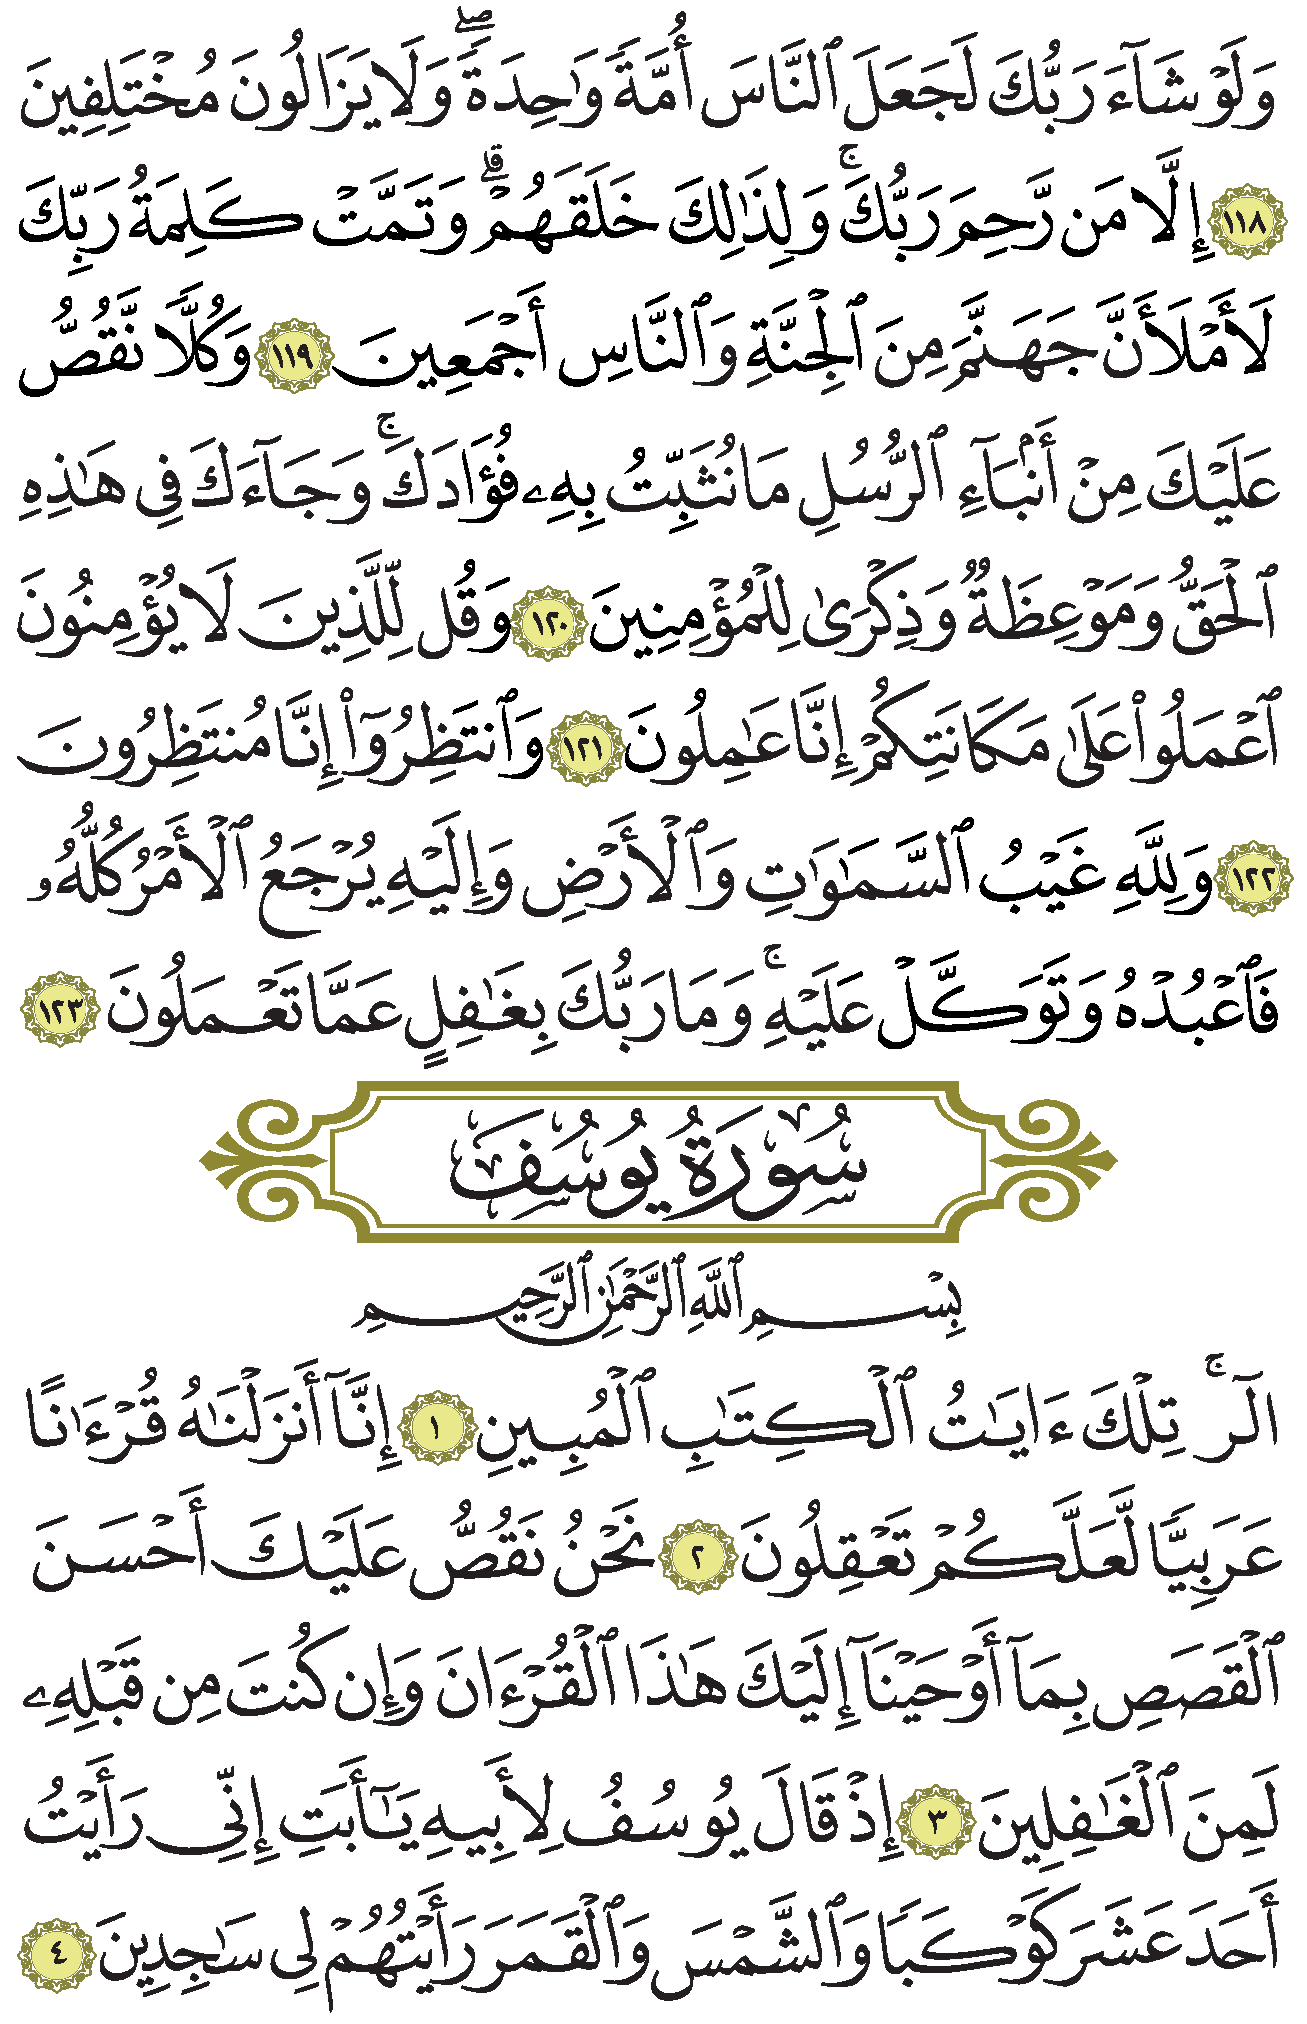 وَلَوۡ شَآءَ رَبُّكَ لَجَعَلَ ٱلنَّاسَ أُمَّةٗ وَٰحِدَةٗۖ وَلَا يَزَالُونَ مُخۡتَلِفِينَ
١١٨ إِلَّا مَن رَّحِمَ رَبُّكَۚ وَلِذَٰلِكَ خَلَقَهُمۡۗ وَتَمَّتۡ كَلِمَةُ رَبِّكَ
لَأَمۡلَأَنَّ جَهَنَّمَ مِنَ ٱلۡجِنَّةِ وَٱلنَّاسِ أَجۡمَعِينَ ١١٩ وَكُلّٗا نَّقُصُّ
عَلَيۡكَ مِنۡ أَنۢبَآءِ ٱلرُّسُلِ مَا نُثَبِّتُ بِهِۦ فُؤَادَكَۚ وَجَآءَكَ فِي هَٰذِهِ
ٱلۡحَقُّ وَمَوۡعِظَةٞ وَذِكۡرَىٰ لِلۡمُؤۡمِنِينَ ١٢٠ وَقُل لِّلَّذِينَ لَا يُؤۡمِنُونَ
ٱعۡمَلُواْ عَلَىٰ مَكَانَتِكُمۡ إِنَّا عَٰمِلُونَ ١٢١ وَٱنتَظِرُوٓاْ إِنَّا مُنتَظِرُونَ
١٢٢ وَلِلَّهِ غَيۡبُ ٱلسَّمَٰوَٰتِ وَٱلۡأَرۡضِ وَإِلَيۡهِ يُرۡجَعُ ٱلۡأَمۡرُ كُلُّهُۥ
فَٱعۡبُدۡهُ وَتَوَكَّلۡ عَلَيۡهِۚ وَمَا رَبُّكَ بِغَٰفِلٍ عَمَّا تَعۡمَلُونَ ١٢٣
سُورَةُ يُوسُفَ
بِسۡمِ ٱللَّهِ ٱلرَّحۡمَٰنِ ٱلرَّحِيمِ
الٓرۚ تِلۡكَ ءَايَٰتُ ٱلۡكِتَٰبِ ٱلۡمُبِينِ ١ إِنَّآ أَنزَلۡنَٰهُ قُرۡءَٰنًا
عَرَبِيّٗا لَّعَلَّكُمۡ تَعۡقِلُونَ ٢ نَحۡنُ نَقُصُّ عَلَيۡكَ أَحۡسَنَ
ٱلۡقَصَصِ بِمَآ أَوۡحَيۡنَآ إِلَيۡكَ هَٰذَا ٱلۡقُرۡءَانَ وَإِن كُنتَ مِن قَبۡلِهِۦ
لَمِنَ ٱلۡغَٰفِلِينَ ٣ إِذۡ قَالَ يُوسُفُ لِأَبِيهِ يَٰٓأَبَتِ إِنِّي رَأَيۡتُ
أَحَدَ عَشَرَ كَوۡكَبٗا وَٱلشَّمۡسَ وَٱلۡقَمَرَ رَأَيۡتُهُمۡ لِي سَٰجِدِينَ ٤